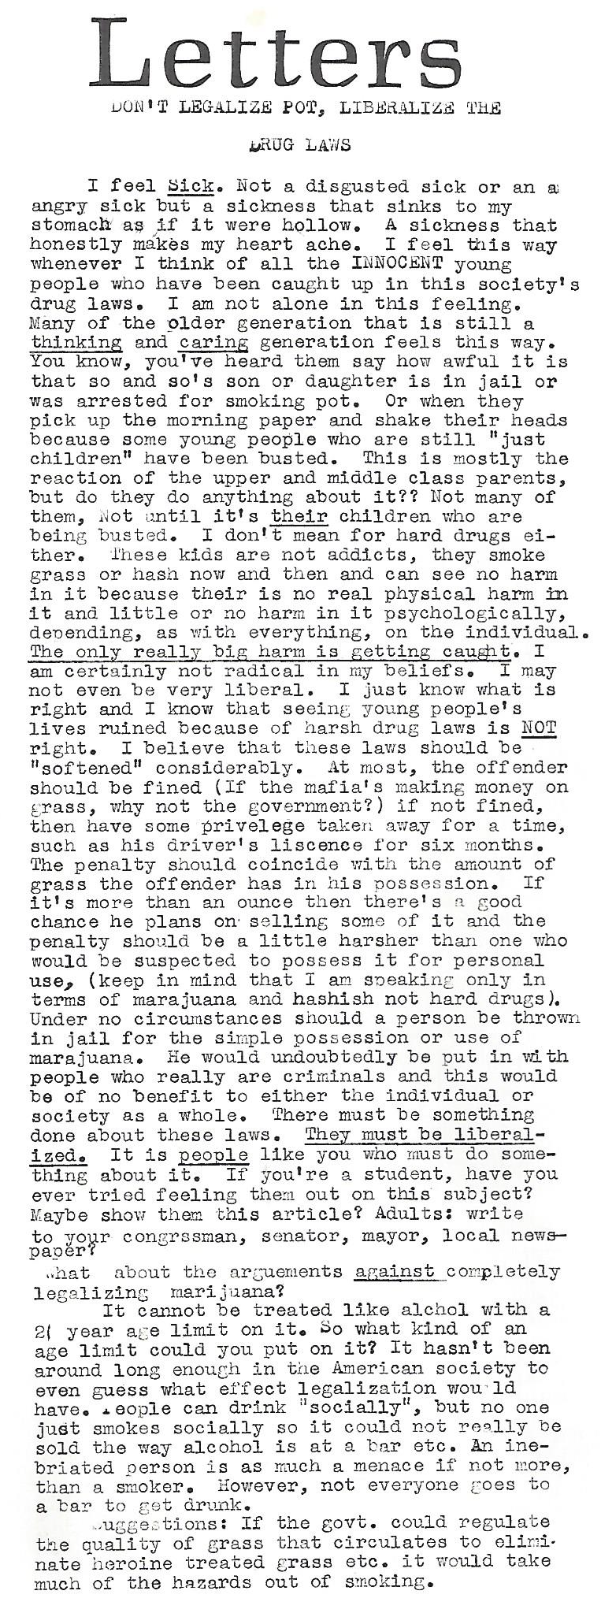 Letters
DON'T LEGALIZE POT, LIBERALIZE THE
DRUG LAWS
I feel Sick. Not a disgusted sick or an a
angry sick but a sickness that sinks to my
stomach as if it were hollow. A sickness that
honestly makes my heart ache. I feel this way
whenever I think of all the INNOCENT young
people who have been caught up in this society's
drug laws. I am not alone in this feeling.
Many of the older generation that is still a
thinking and caring generation feels this way.
You know, you've heard them say how awful it is
that so and so's son or daughter is in jail or
was arrested for smoking pot. Or when they
pick up the morning paper and shake their heads
because some young people who are still "just
children" have been busted. This is mostly the
reaction of the upper and middle class parents,
but do they do anything about it?? Not many of
them, Not until it's their children who are
being busted. I don't mean for hard drugs ei-
ther. These kids are not addicts, they smoke
grass or hash now and then and can see no harm
in it because their is no real physical harm in
it and little or no harm in it psychologically,
depending, as with everything, on the individual.
The only really big harm is getting caught. I
am certainly not radical in my beliefs. I may
not even be very liberal. I just know what is
right and I know that seeing young people's
lives ruined because of harsh drug laws is NOT
right. I believe that these laws should be
"softened" considerably. At most, the offender
should be fined (If the mafia's making money on
grass, why not the government?) if not fined,
then have some privelege taken away for a time,
such as his driver's liscence for six months.
The penalty should coincide with the amount of
grass the offender has in his possession. If
it's more than an ounce then there's a good
chance he plans on selling some of it and the
penalty should be a little harsher than one who
would be suspected to possess it for personal
use, (keep in mind that I am speaking only in
terms of marajuana and hashish not hard drugs).
Under no circumstances should a person be thrown
in jail for the simple possession or use of
marajuana. He would undoubtedly be put in with
people who really are criminals and this would
be of no benefit to either the individual or
society as a whole. There must be something
done about these laws. They must be liberal-
ized. It is people like you who must do some-
thing about it. If you're a student, have you
ever tried feeling them out on this subject?
Maybe show them this article? Adults: write
to your congrssman, senator, mayor, local news-
paper?
What about the arguements against completely
legalizing marijuana?
It cannot be treated like alchol with a
year age limit on it. So what kind of an
age limit could you put on it? It hasn't been
around long enough in the American society to
even guess what effect legalization would
have. People can drink "socially", but no one
just smokes socially so it could not really be
sold the way alcohol is at a bar etc. An ine-
briated person is as much a menace if not more,
than a smoker. However, not everyone goes to
a bar to get drunk.
Suggestions: If the govt. could regulate
the quality of grass that circulates to elimi-
nate heroine treated grass etc. it would take
much of the hazards out of smoking.